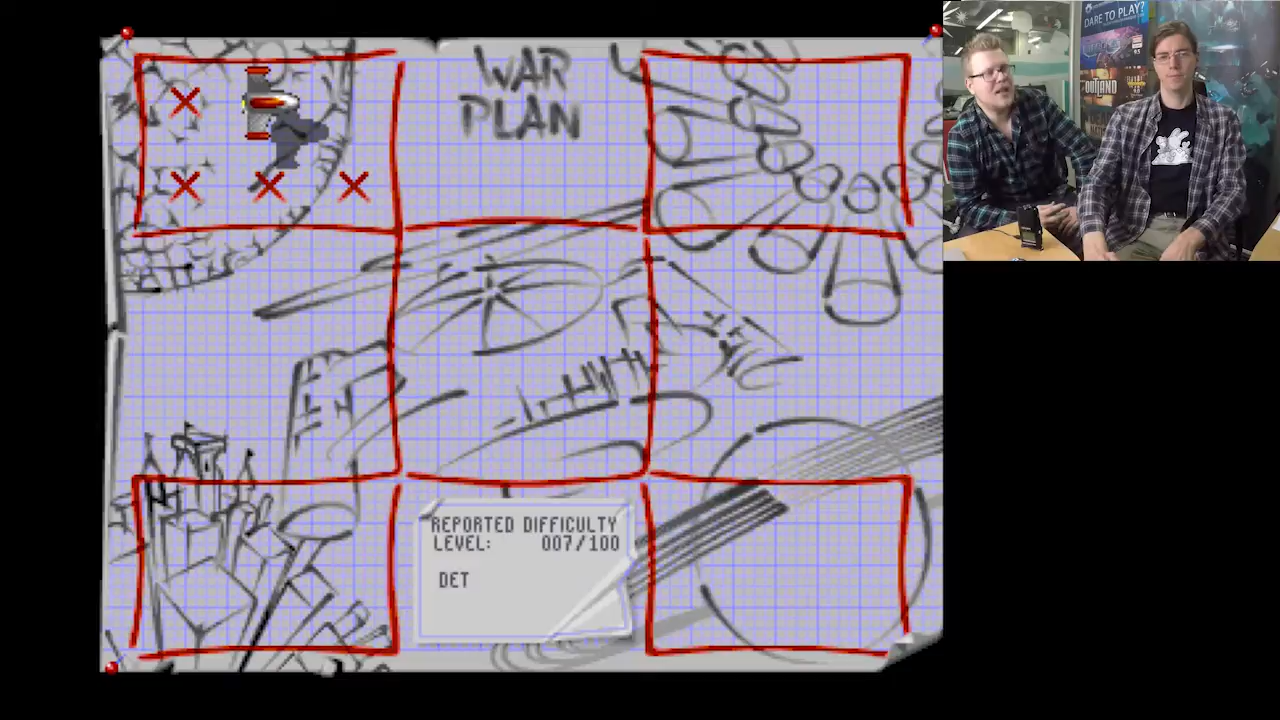 WAR
PLAN
REPORTED DIFFICULTY
LEVEL: 007/100
DET
DARE TO PLAY?
OUTLAND